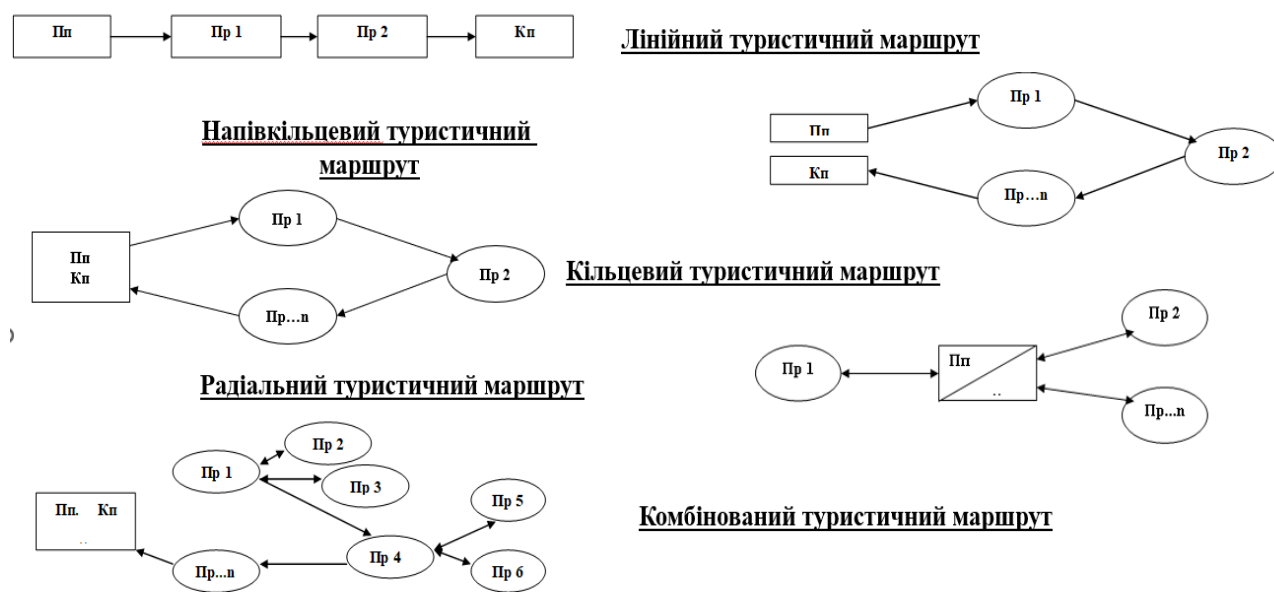 Пп Пр 1 Пр 2 Кп
Лінійний туристичний маршрут
Напівкільцевий туристичний
маршрут
Пр 1
Пп
Пр 2
Кп
Пр…n
Пр 1
Пп
Кп
Пр 2
Пр…n
Кільцевий туристичний маршрут
Радіальний туристичний маршрут
Пр 2
Пр 1
Пп
..
Пр...n
Пр 2
Пр 1
Пр 3
Пп. Кп
..
Пр 5
Пр 4
Пр...n
Пр 6
Комбінований туристичний маршрут